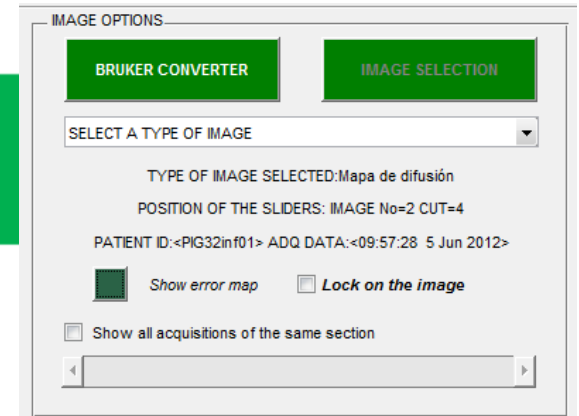 IMAGE OPTIONS
BRUKER CONVERTER
IMAGE SELECTION
SELECT A TYPE OF IMAGE
TYPE OF IMAGE SELECTED:Mapa de difusión
POSITION OF THE SLIDERS: IMAGE No=2 CUT=4
PATIENT ID:<PIG32inf01> ADQ DATA:<09:57:28 5 Jun 2012>
Show error map
Lock on the image
Show all acquisitions of the same section